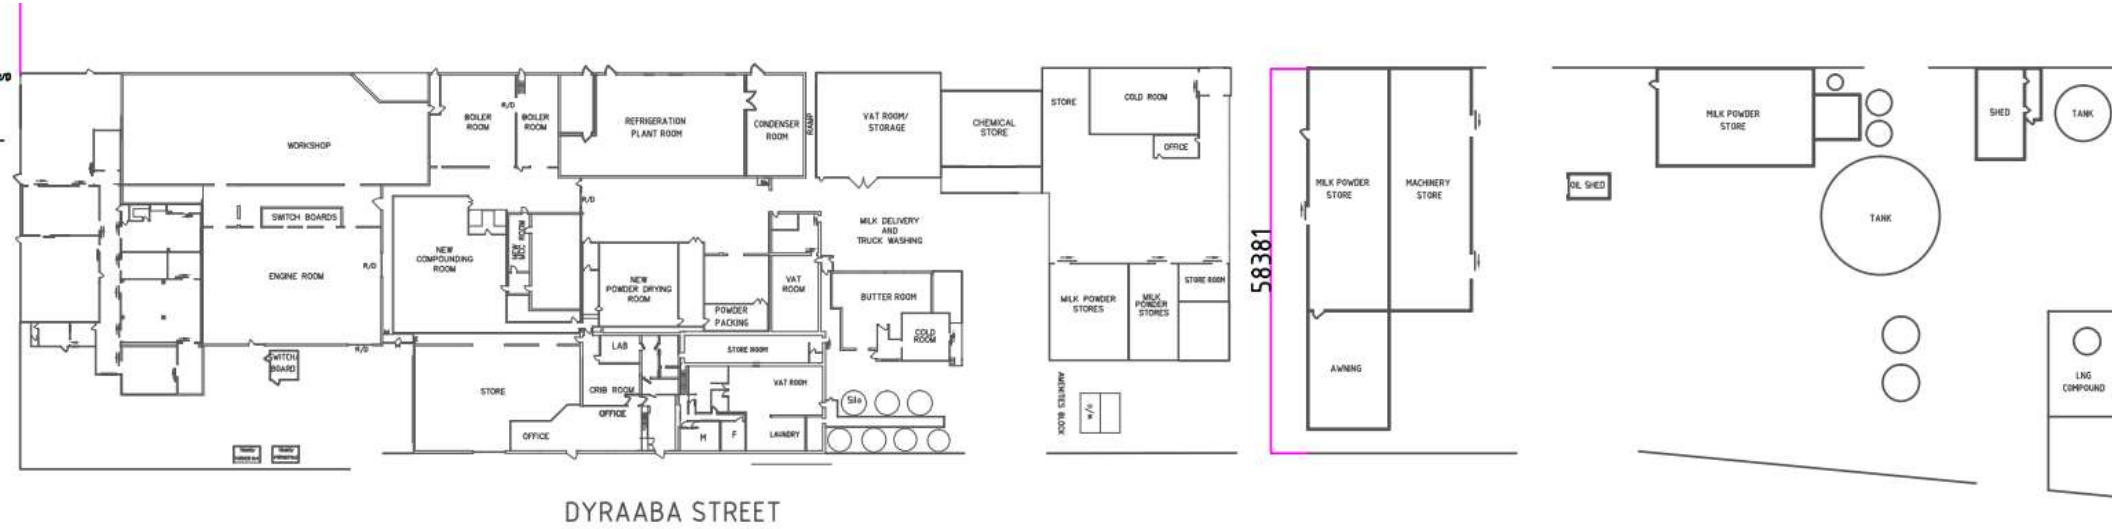 R/D
WORKSHOP
BOILER
ROOM
R/D
BOILER
ROOM
REFRIGERATION
PLANT ROOM
CONDENSER
ROOM
RAMP
VAT ROOM/
STORAGE
CHEMICAL
STORE
STORE
COLD ROOM
OFFICE
MILK POWDER
STORE
MACHINERY
STORE
58381
MILK POWDER
STORE
OIL SHED
TANK
SHED
TANK
SWITCH BOARDS
ENGINE ROOM
R/D
NEW
COMPOUNDING
ROOM
NEW
MCC ROOM
R/D
NEW
POWDER DRYING
ROOM
POWDER
PACKING
VAT
ROOM
MILK DELIVERY
AND
TRUCK WASHING
BUTTER ROOM
COLD
ROOM
MILK POWDER
STORES
MILK
POWDER
STORES
STORE ROOM
AWNING
LNG
COMPOUND
R/D
SWITCH
BOARD
STORE
OFFICE
LAB
CRIB ROOM
OFFICE
STORE ROOM
VAT ROOM
M
F
LAUNDRY
Silo
AMENITIES BLOCK
W/C
DYRAABA STREET